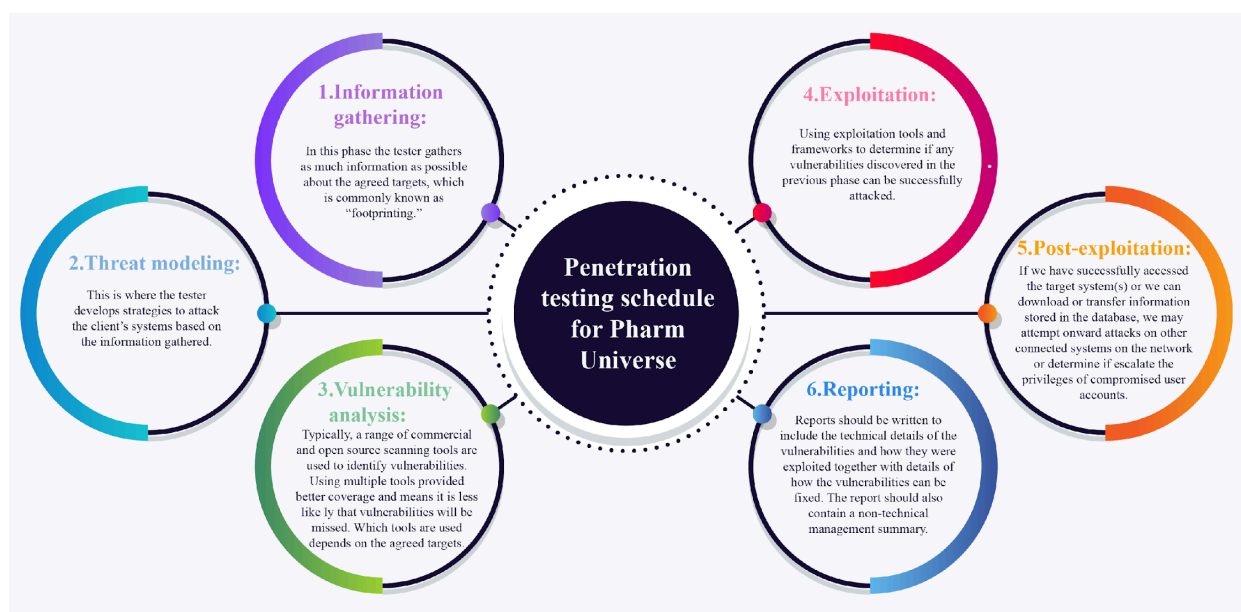 1.Information
gathering:
In this phase the tester gathers
as much information as possible
about the agreed targets, which
is commonly known as
“footprinting.”
2.Threat modeling:
This is where the tester
develops strategies to attack
the client’s systems based on
the information gathered.
3.Vulnerability
analysis:
Typically, a range of commercial
and open source scanning tools are
used to identify vulnerabilities.
Using multiple tools provided
better coverage and means it is less
like ly that vulnerabilities will be
missed. Which tools are used
depends on the agreed targets.
Penetration
testing schedule
for Pharm
Universe
4.Exploitation:
Using exploitation tools and
frameworks to determine if any
vulnerabilities discovered in the
previous phase can be successfully
attacked.
5.Post-exploitation:
If we have successfully accessed
the target system(s) or we can
download or transfer information
stored in the database, we may
attempt onward attacks on other
connected systems on the network
or determine if escalate the
privileges of compromised user
accounts.
6.Reporting:
Reports should be written to
include the technical details of the
vulnerabilities and how they were
exploited together with details of
how the vulnerabilities can be
fixed. The report should also
contain a non-technical
management summary.